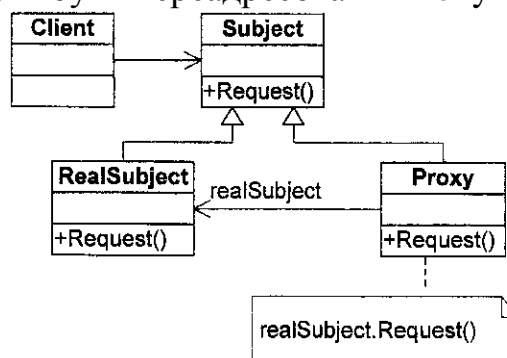 Client
Subject
+Request()
RealSubject
realSubject
Proxy
+Request()
+Request()
realSubject.Request()